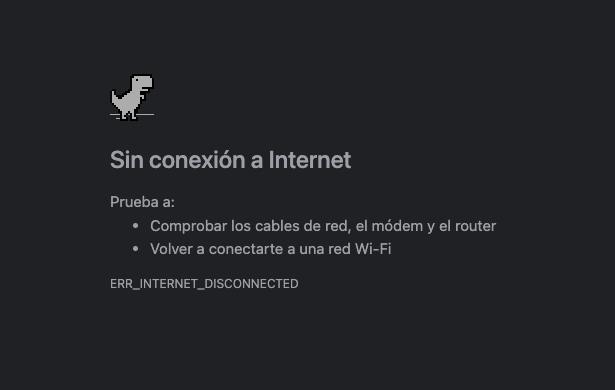 Sin conexión a Internet
Prueba a:
• Comprobar los cables de red, el módem y el router
• Volver a conectarte a una red Wi-Fi
ERR_INTERNET_DISCONNECTED